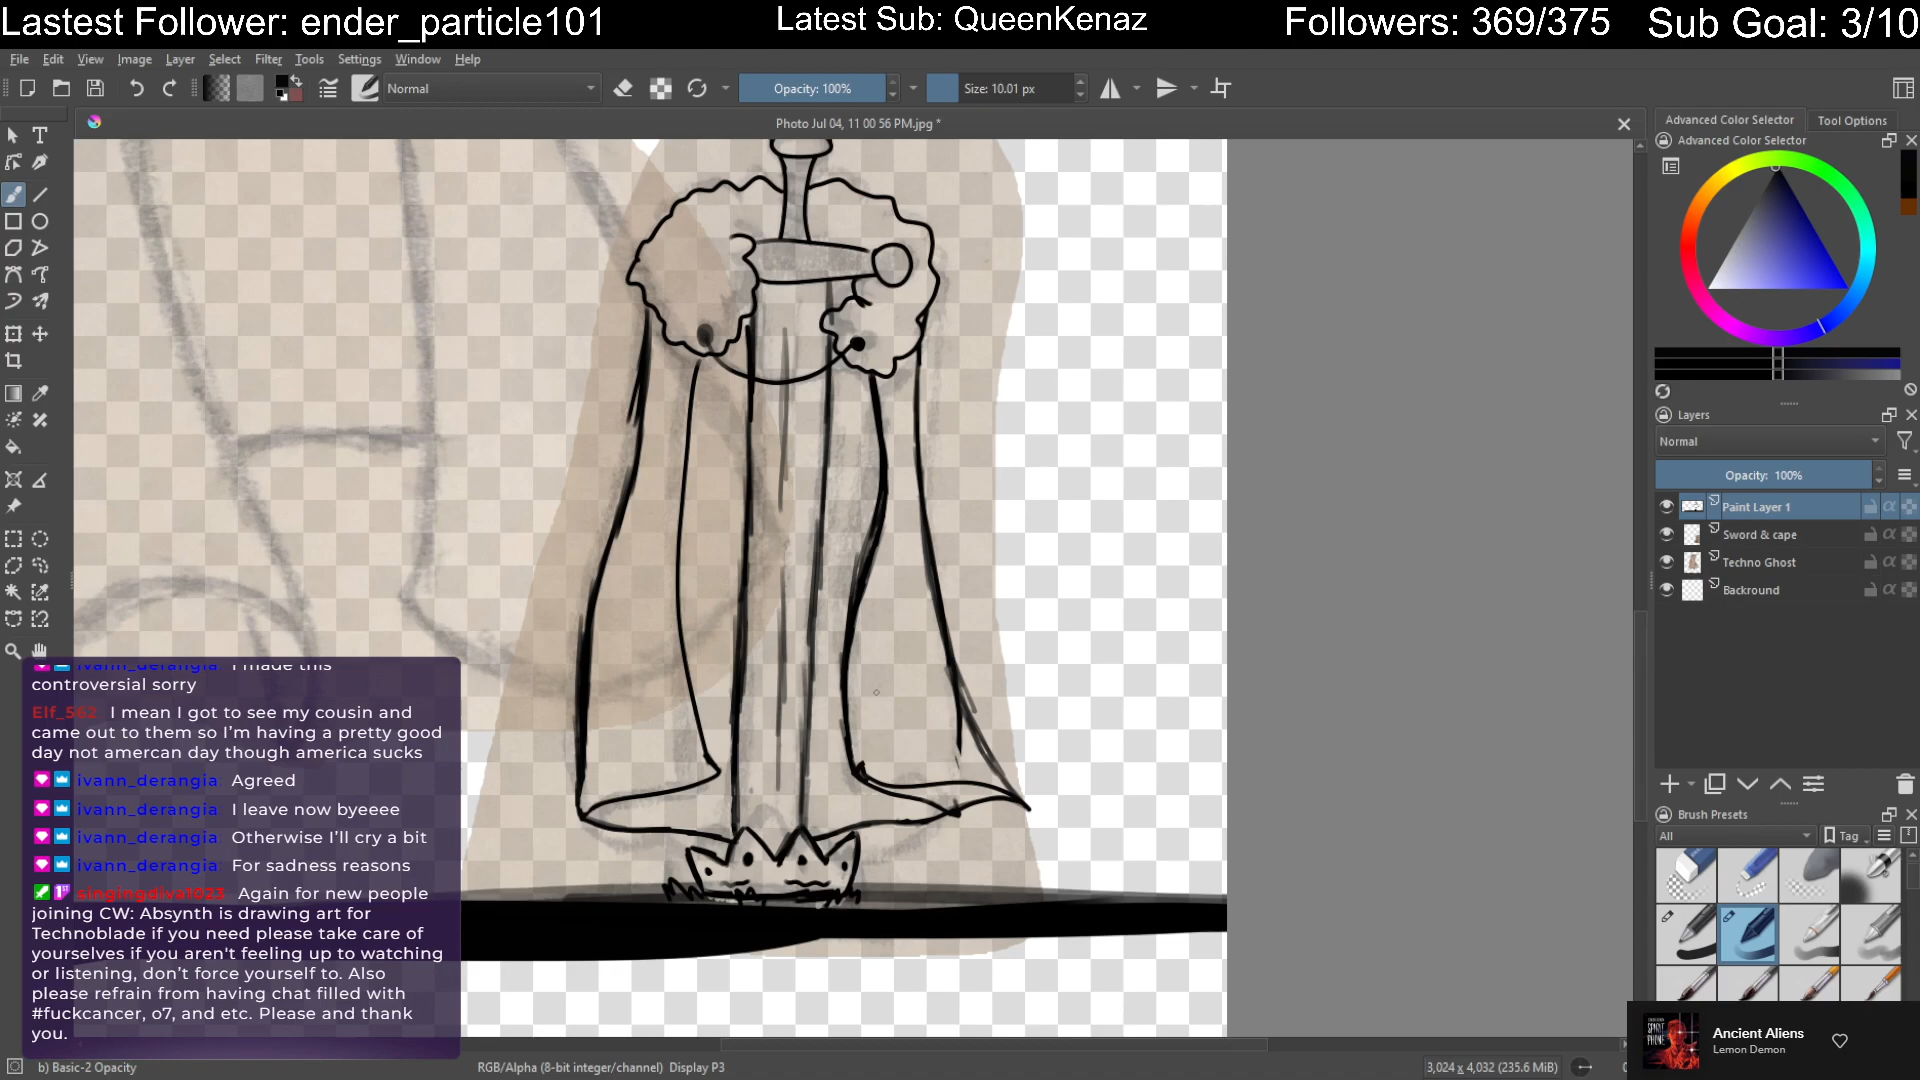 Lastest Follower: ender_particle101
Latest Sub: QueenKenaz
Followers: 369/375
Sub Goal: 3/10
File Edit View Image Layer Select Filter Tools Settings Window Help
Normal
Opacity: 100%
Size: 10.01 px
Photo Jul 04, 11 00 56 PM.jpg *
Advanced Color Selector
Tool Options
Advanced Color Selector
Layers
Normal
Opacity: 100%
Paint Layer 1
Sword & cape
Techno Ghost
Backround
Brush Presets
All
Tag
ivann_derangia: I made this
controversial sorry
Elf_562 I mean I got to see my cousin and
came out to them so I'm having a pretty good
day not amercan day though america sucks
ivann_derangia: Agreed
ivann_derangia: I leave now byeeee
ivann_derangia: Otherwise I'll cry a bit
ivann_derangia: For sadness reasons
singingdiva1023 Again for new people
joining CW: Absynth is drawing art for
Technoblade if you need please take care of
yourselves if you aren't feeling up to watching
or listening, don't force yourself to. Also
please refrain from having chat filled with
#fuckcancer, o7, and etc. Please and thank
you.
b) Basic-2 Opacity
RGB/Alpha (8-bit integer/channel) Display P3
3,024 x 4,032 (235.6 MiB)
Ancient Aliens
Lemon Demon